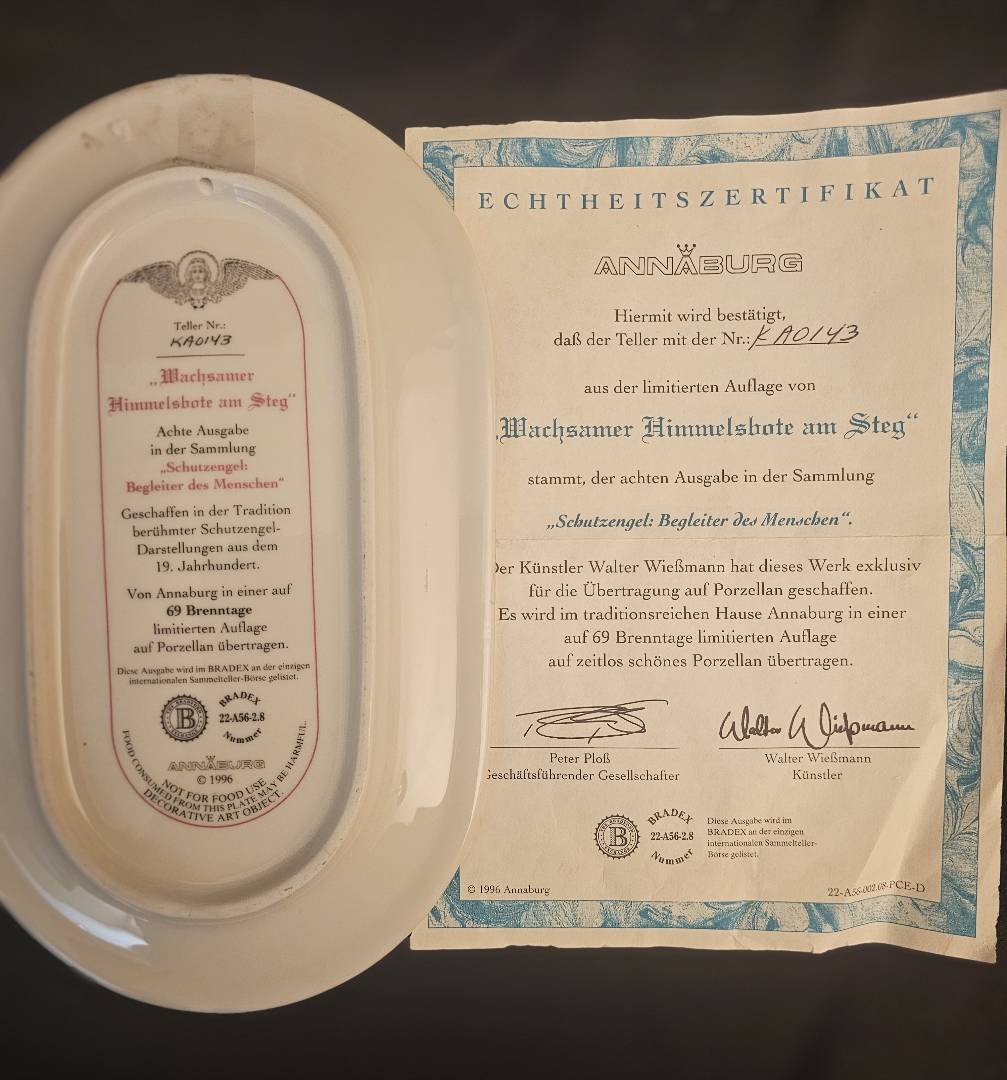 Teller Nr.:
KA0143
„Wachsamer
Himmelsbote am Steg“
Achte Ausgabe
in der Sammlung
„Schutzengel:
Begleiter des Menschen“
Geschaffen in der Tradition
berühmter Schutzengel-
Darstellungen aus dem
19. Jahrhundert.
Von Annaburg in einer auf
69 Brenntage
limitierten Auflage
auf Porzellan übertragen.
Diese Ausgabe wird im BRADEX an der einzigen
internationalen Sammelteller-Börse gelistet.
B
BRADEX
22-A56-2.8
Nummer
ANNABURG
© 1996
NOT FOR FOOD USE
FOOD CONSUMED FROM THIS PLATE MAY BE HARMFUL.
DECORATIVE ART OBJECT.
ECHTHEITSZERTIFIKAT
ANNABURG
Hiermit wird bestätigt,
daß der Teller mit der Nr.: KA0143
aus der limitierten Auflage von
„Wachsamer Himmelsbote am Steg“
stammt, der achten Ausgabe in der Sammlung
„Schutzengel: Begleiter des Menschen“.
Der Künstler Walter Wießmann hat dieses Werk exklusiv
für die Übertragung auf Porzellan geschaffen.
Es wird im traditionsreichen Hause Annaburg in einer
auf 69 Brenntage limitierten Auflage
auf zeitlos schönes Porzellan übertragen.
Walter Wießmann
Peter Ploß
Geschäftsführender Gesellschafter
Walter Wießmann
Künstler
B
BRADEX
22-A56-2.8
Nummer
Diese Ausgabe wird im
BRADEX an der einzigen
internationalen Sammelteller-
Börse gelistet.
© 1996 Annaburg
22-A56-002.08-PCE-D